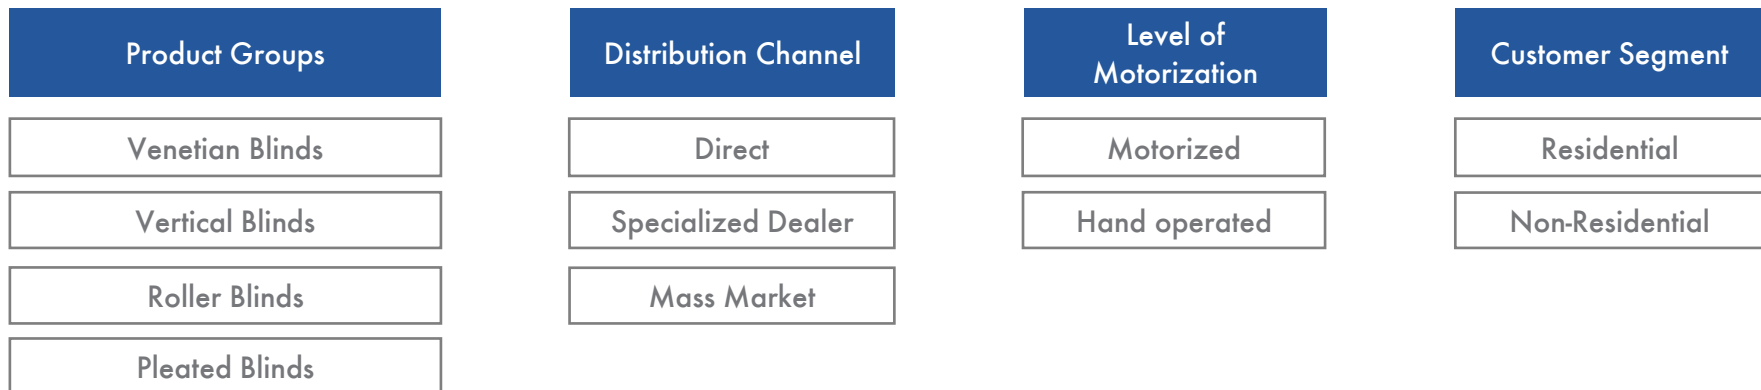 Product Groups
Venetian Blinds
Vertical Blinds
Roller Blinds
Pleated Blinds
Distribution Channel
Direct
Specialized Dealer
Mass Market
Level of
Motorization
Motorized
Hand operated
Customer Segment
Residential
Non-Residential